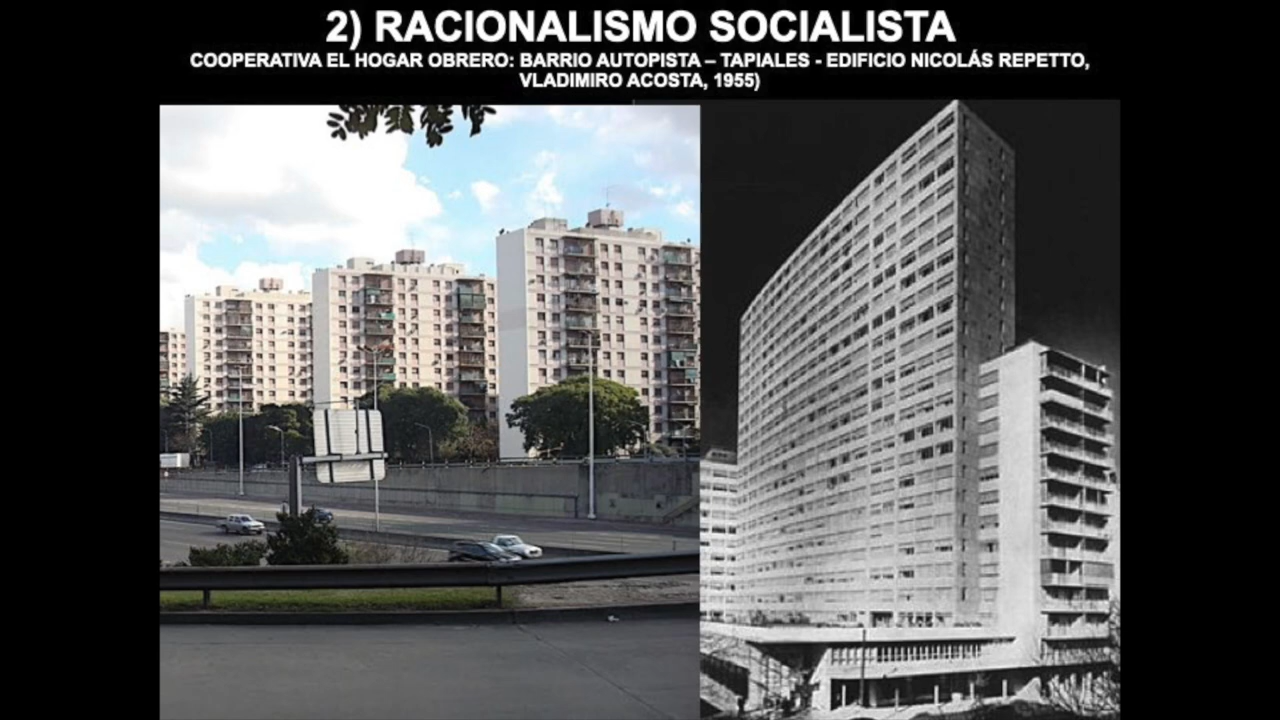 2) RACIONALISMO SOCIALISTA
COOPERATIVA EL HOGAR OBRERO: BARRIO AUTOPISTA – TAPIALES - EDIFICIO NICOLÁS REPETTO,
VLADIMIRO ACOSTA, 1955)